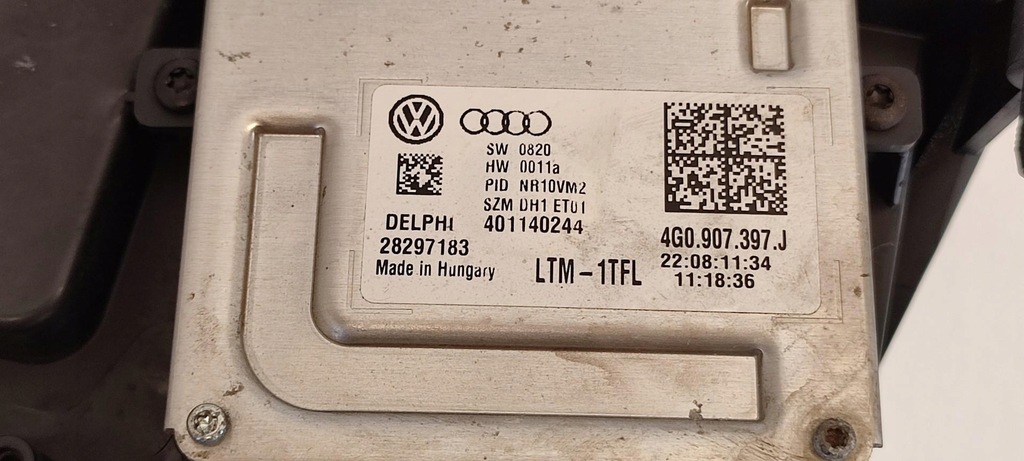 SW 0820
HW 0011a
PID NR10VM2
SZM DH1 ET01
DELPHI 401140244
28297183
Made in Hungary
LTM-1TFL
4G0.907.397.J
22:08:11:34
11:18:36